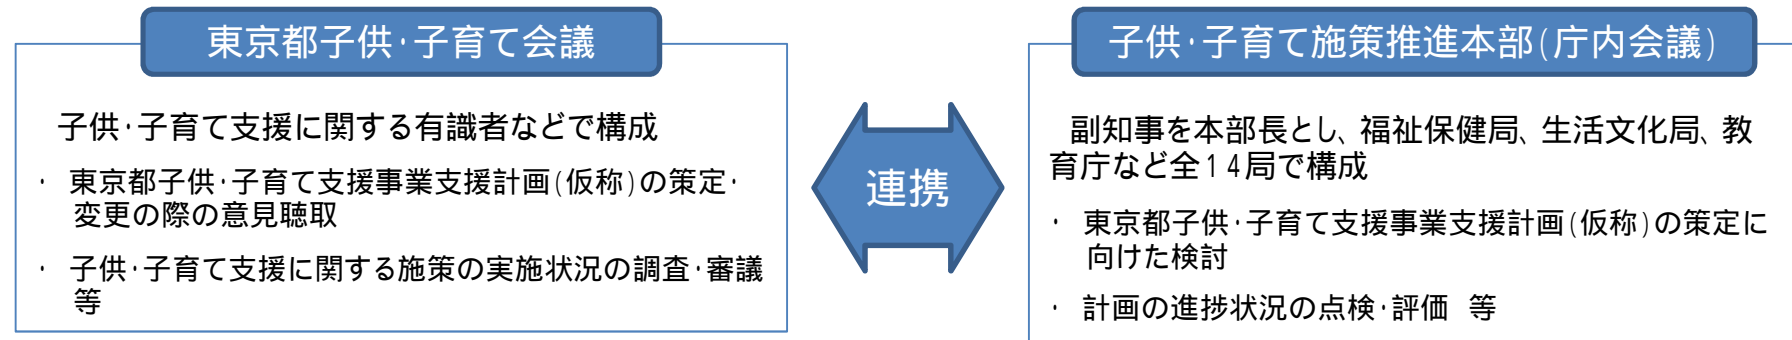 東京都子供・子育て会議
子供・子育て支援に関する有識者などで構成
・ 東京都子供・子育て支援事業支援計画(仮称)の策定・
変更の際の意見聴取
・ 子供・子育て支援に関する施策の実施状況の調査・審議
等
連携
子供・子育て施策推進本部(庁内会議)
副知事を本部長とし、福祉保健局、生活文化局、教
育庁など全14局で構成
・ 東京都子供・子育て支援事業支援計画(仮称)の策定に
向けた検討
・ 計画の進捗状況の点検・評価 等